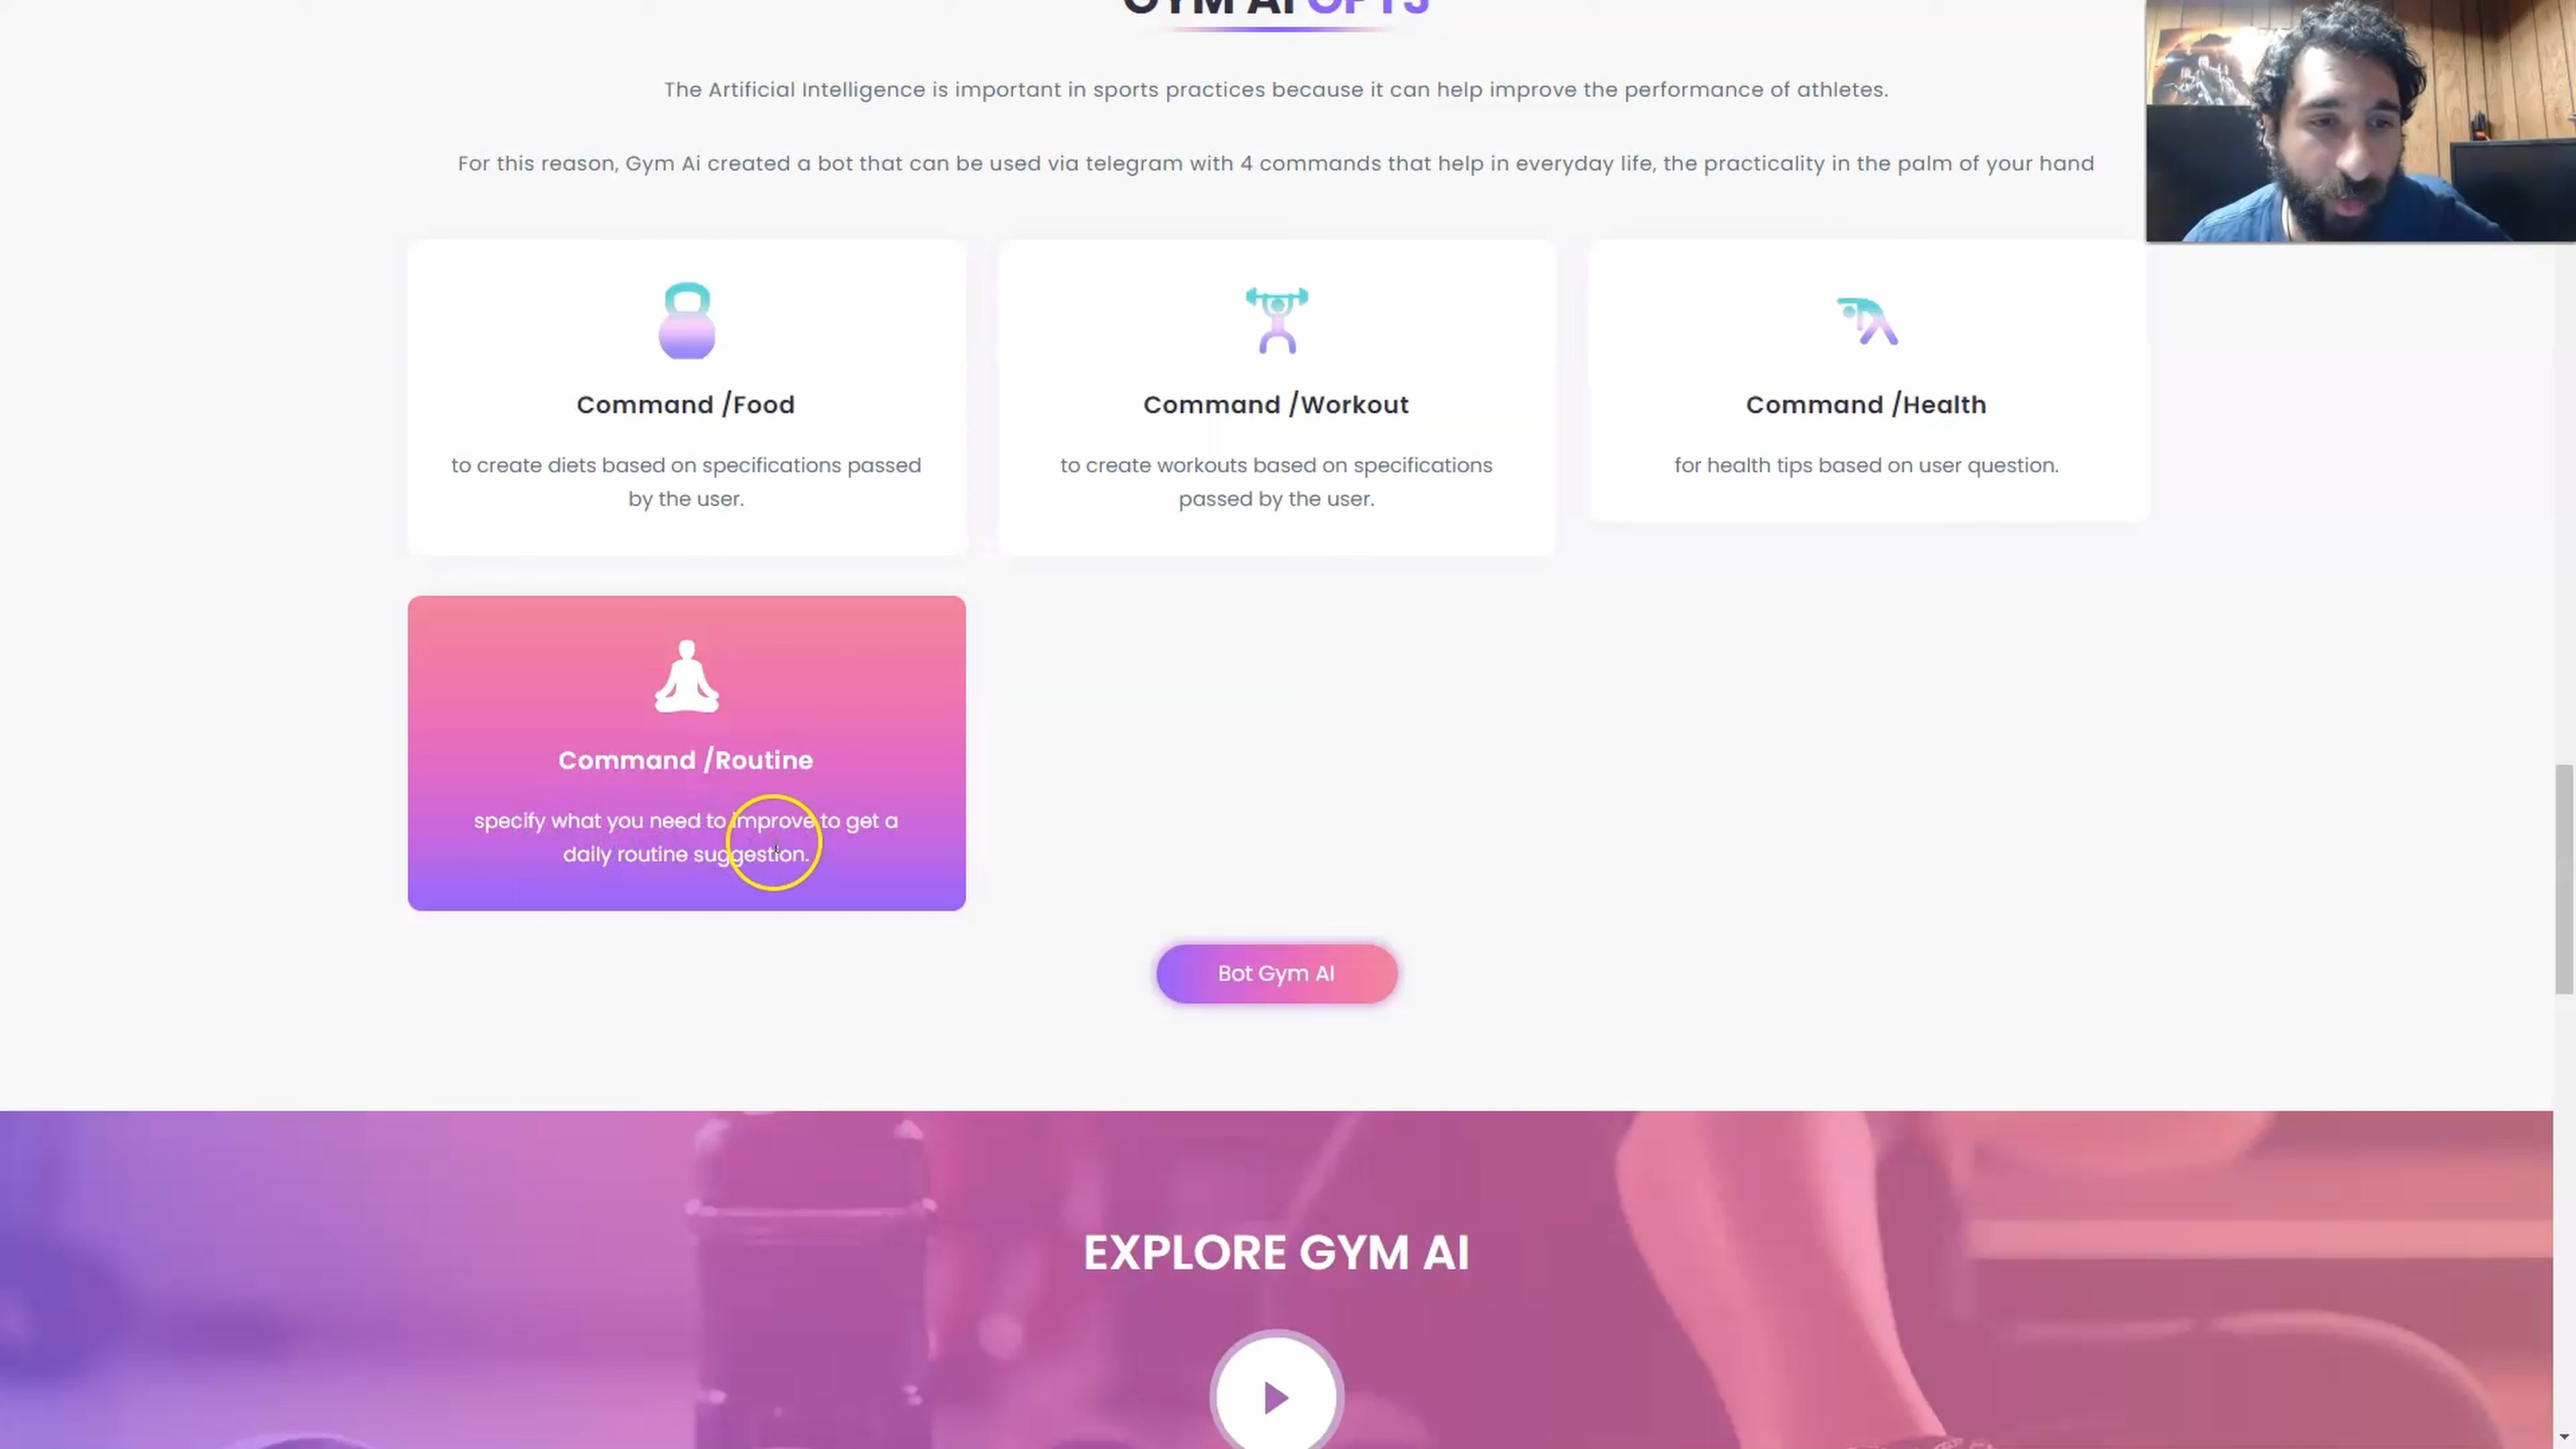 GYM AI OPTS
The Artificial Intelligence is important in sports practices because it can help improve the performance of athletes.
For this reason, Gym Ai created a bot that can be used via telegram with 4 commands that help in everyday life, the practicality in the palm of your hand
Command /Food
to create diets based on specifications passed
by the user.
Command /Workout
to create workouts based on specifications
passed by the user.
Command /Health
for health tips based on user question.
Command /Routine
specify what you need to improve to get a
daily routine suggestion.
Bot Gym AI
EXPLORE GYM AI